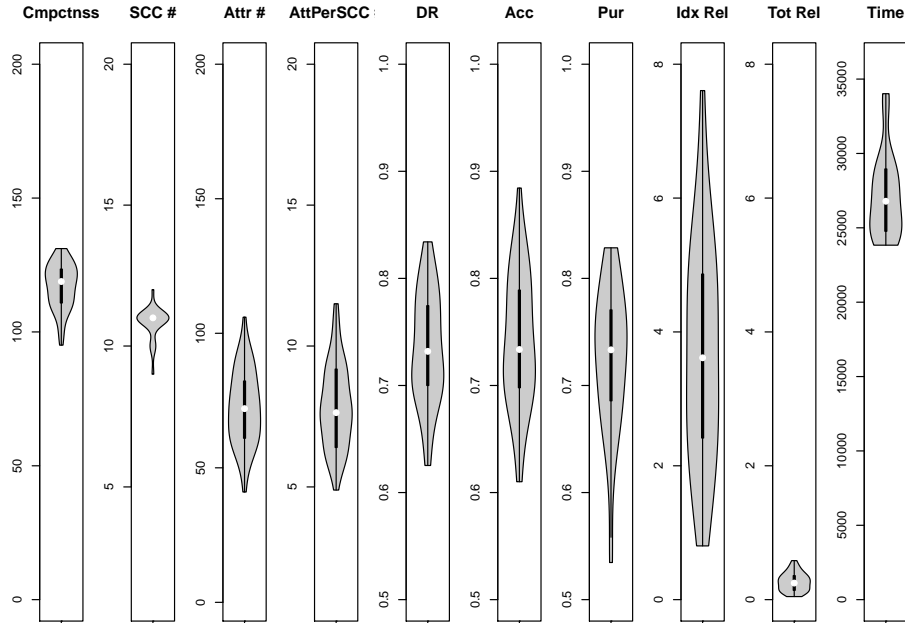 Cmpctnss SCC # Attr # AttPerSCC DR Acc Pur Idx Rel Tot Rel Time
200 20 200 20 1.0 1.0 1.0 8 8 35000
150 15 150 15 0.9 0.9 0.9 6 6 30000
100 10 100 10 0.8 0.8 0.8 4 4 25000
50 5 50 5 0.7 0.7 0.7 2 2 20000
0 0 0.6 0.6 0.6 0 0 15000
0.5 0.5 0.5 10000
5000
0